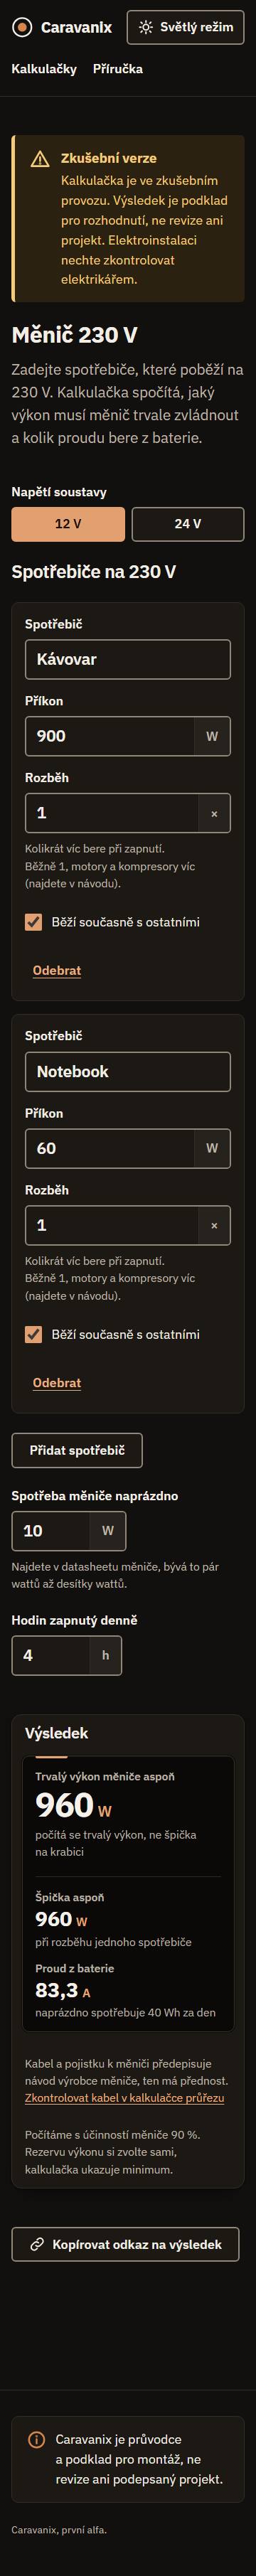 Caravanix
Světlý režim
Kalkulačky Příručka
Zkušební verze
Kalkulačka je ve zkušebním
provozu. Výsledek je podklad
pro rozhodnutí, ne revize ani
projekt. Elektroinstalaci
nechte zkontrolovat
elektrikářem.
Měnič 230 V
Zadejte spotřebiče, které poběží na
230 V. Kalkulačka spočítá, jaký
výkon musí měnič trvale zvládnout
a kolik proudu bere z baterie.
Napětí soustavy
12 V 24 V
Spotřebiče na 230 V
Spotřebič
Kávovar
Příkon
900 W
Rozběh
1 ×
Kolikrát víc bere při zapnutí.
Běžně 1, motory a kompresory víc
(najdete v návodu).
Běží současně s ostatními
Odebrat
Spotřebič
Notebook
Příkon
60 W
Rozběh
1 ×
Kolikrát víc bere při zapnutí.
Běžně 1, motory a kompresory víc
(najdete v návodu).
Běží současně s ostatními
Odebrat
Přidat spotřebič
Spotřeba měniče naprázdno
10 W
Najdete v datasheetu měniče, bývá to pár
wattů až desítky wattů.
Hodin zapnutý denně
4 h
Výsledek
Trvalý výkon měniče aspoň
960 W
počítá se trvalý výkon, ne špička
na krabici
Špička aspoň
960 W
při rozběhu jednoho spotřebiče
Proud z baterie
83,3 A
naprázdno spotřebuje 40 Wh za den
Kabel a pojistku k měniči předepisuje
návod výrobce měniče, ten má přednost.
Zkontrolovat kabel v kalkulačce průřezu
Počítáme s účinností měniče 90 %.
Rezervu výkonu si zvolte sami,
kalkulačka ukazuje minimum.
Kopírovat odkaz na výsledek
Caravanix je průvodce
a podklad pro montáž, ne
revize ani podepsaný projekt.
Caravanix, první alfa.